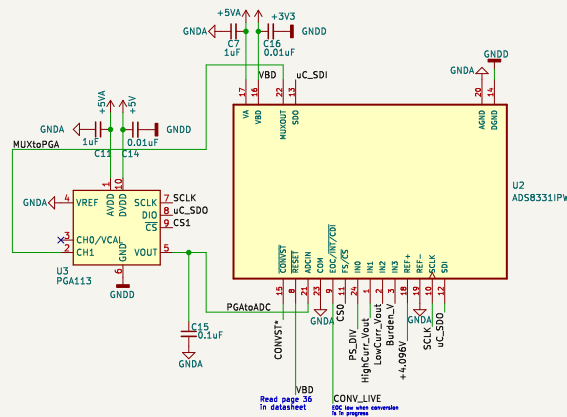 +5VA
+3V3
GNDA
C7
1uF
C16
0.01uF
GNDD
VBD
uC_SDI
GNDA
GNDD
17
16
22
13
20
14
VA
VBD
MUXOUT
SDO
AGND
DGND
+5VA
+5V
GNDA
1uF
C11
0.01uF
C14
GNDD
MUXtoPGA
1
10
AVDD
DVDD
GNDA
4
VREF
SCLK
7
SCLK
DIO
8
uC_SDO
CS
9
CS1
3
CH0/VCAL
2
CH1
GND
VOUT
5
U3
PGA113
6
GNDD
U2
ADS8331IPW
C15
0.1uF
GNDA
PGAtoADC
CONVST
RESET
ADCIN
COM
EOC/INT/CDI
FS/CS
IN0
IN1
IN2
IN3
REF+
REF-
SCLK
SDI
15
8
21
23
9
11
24
1
2
3
18
19
10
12
CONVST*
VBD
GNDA
CONV_LIVE
CS0
PS_DIV
HighCurr_Vout
LowCurr_Vout
Burden_V
+4.096V
GNDA
SCLK
uC_SDO
Read page 36
in datasheet
EOC low when conversion
is in progress